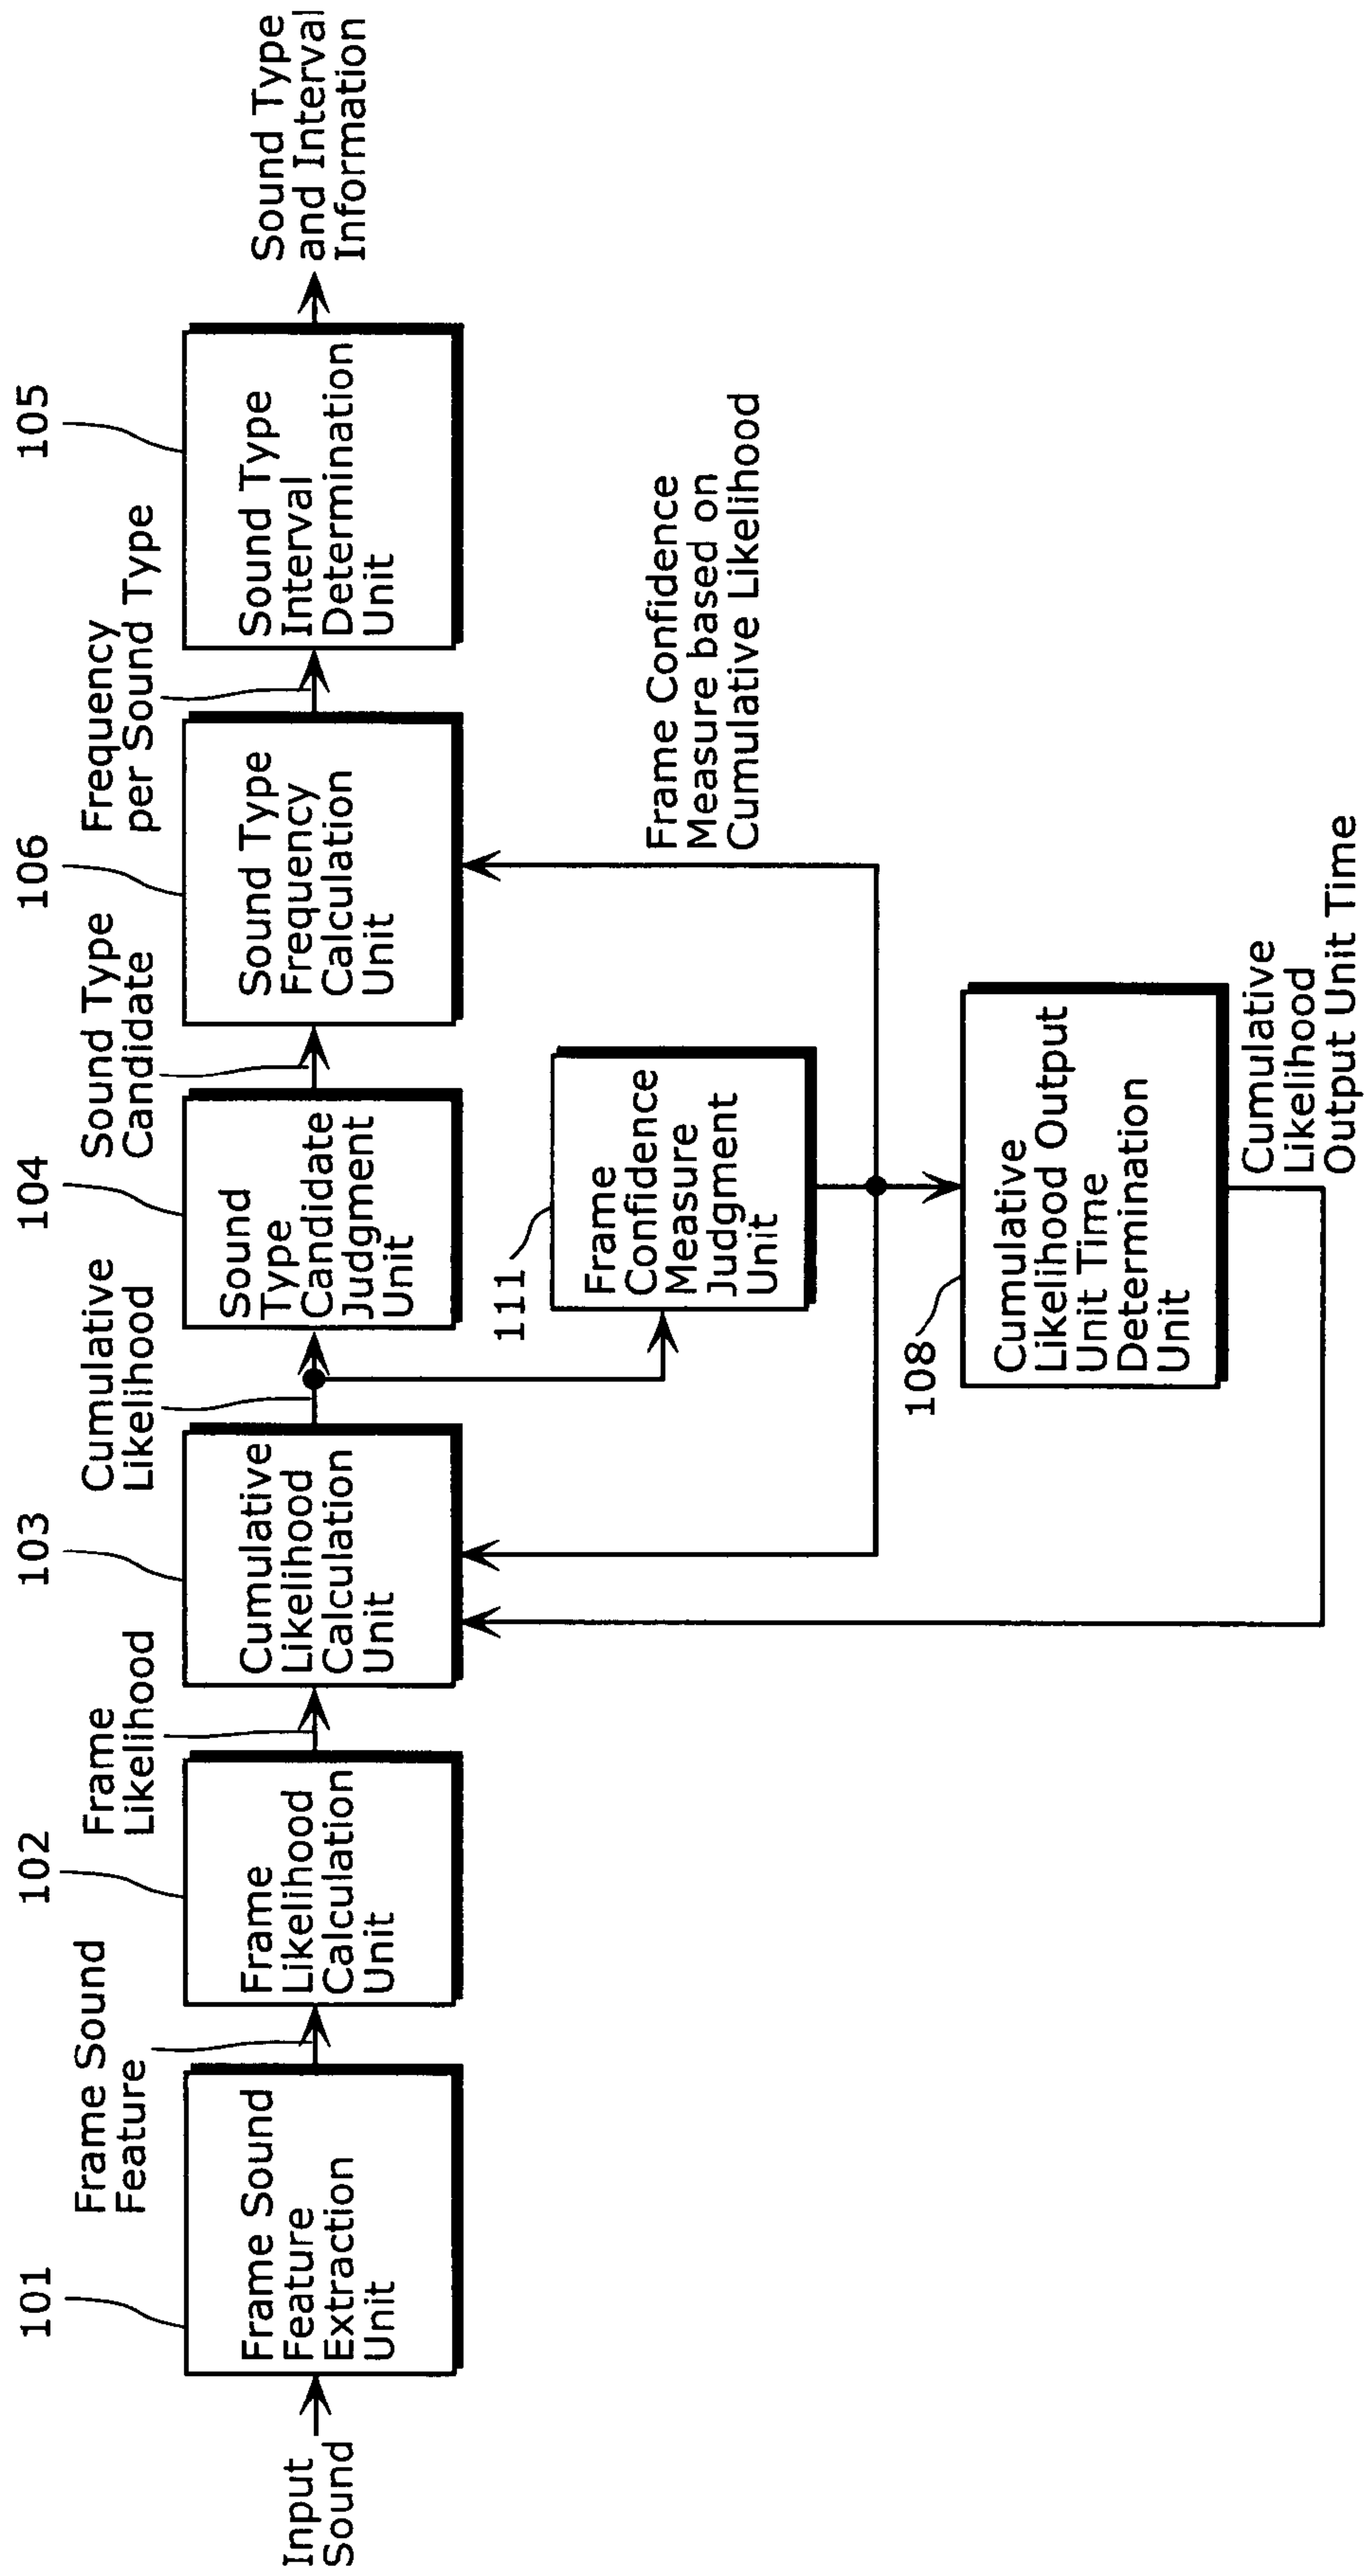 Input
Sound
101
Frame Sound
Feature
Extraction
Unit
Frame Sound
Feature
102
Frame
Likelihood
Calculation
Unit
Frame
Likelihood
103
Cumulative
Likelihood
Calculation
Unit
Cumulative
Likelihood
104
Sound
Type
Candidate
Judgment
Unit
Sound Type
Candidate
106
Sound Type
Frequency
Calculation
Unit
Frequency
per Sound Type
105
Sound Type
Interval
Determination
Unit
Sound Type
and Interval
Information
111
Frame
Confidence
Measure
Judgment
Unit
Frame Confidence
Measure based on
Cumulative Likelihood
108
Cumulative
Likelihood Output
Unit Time
Determination
Unit
Cumulative
Likelihood
Output Unit Time